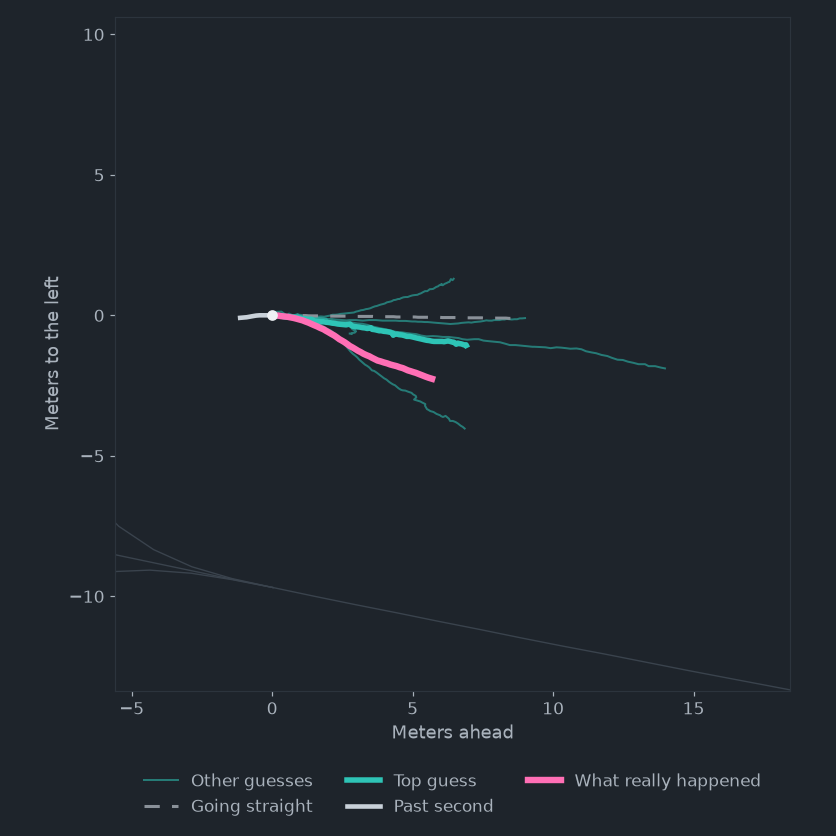 10
5
0
−5
−10
Meters to the left
−5
0
5
10
15
Meters ahead
Other guesses
Top guess
What really happened
Going straight
Past second